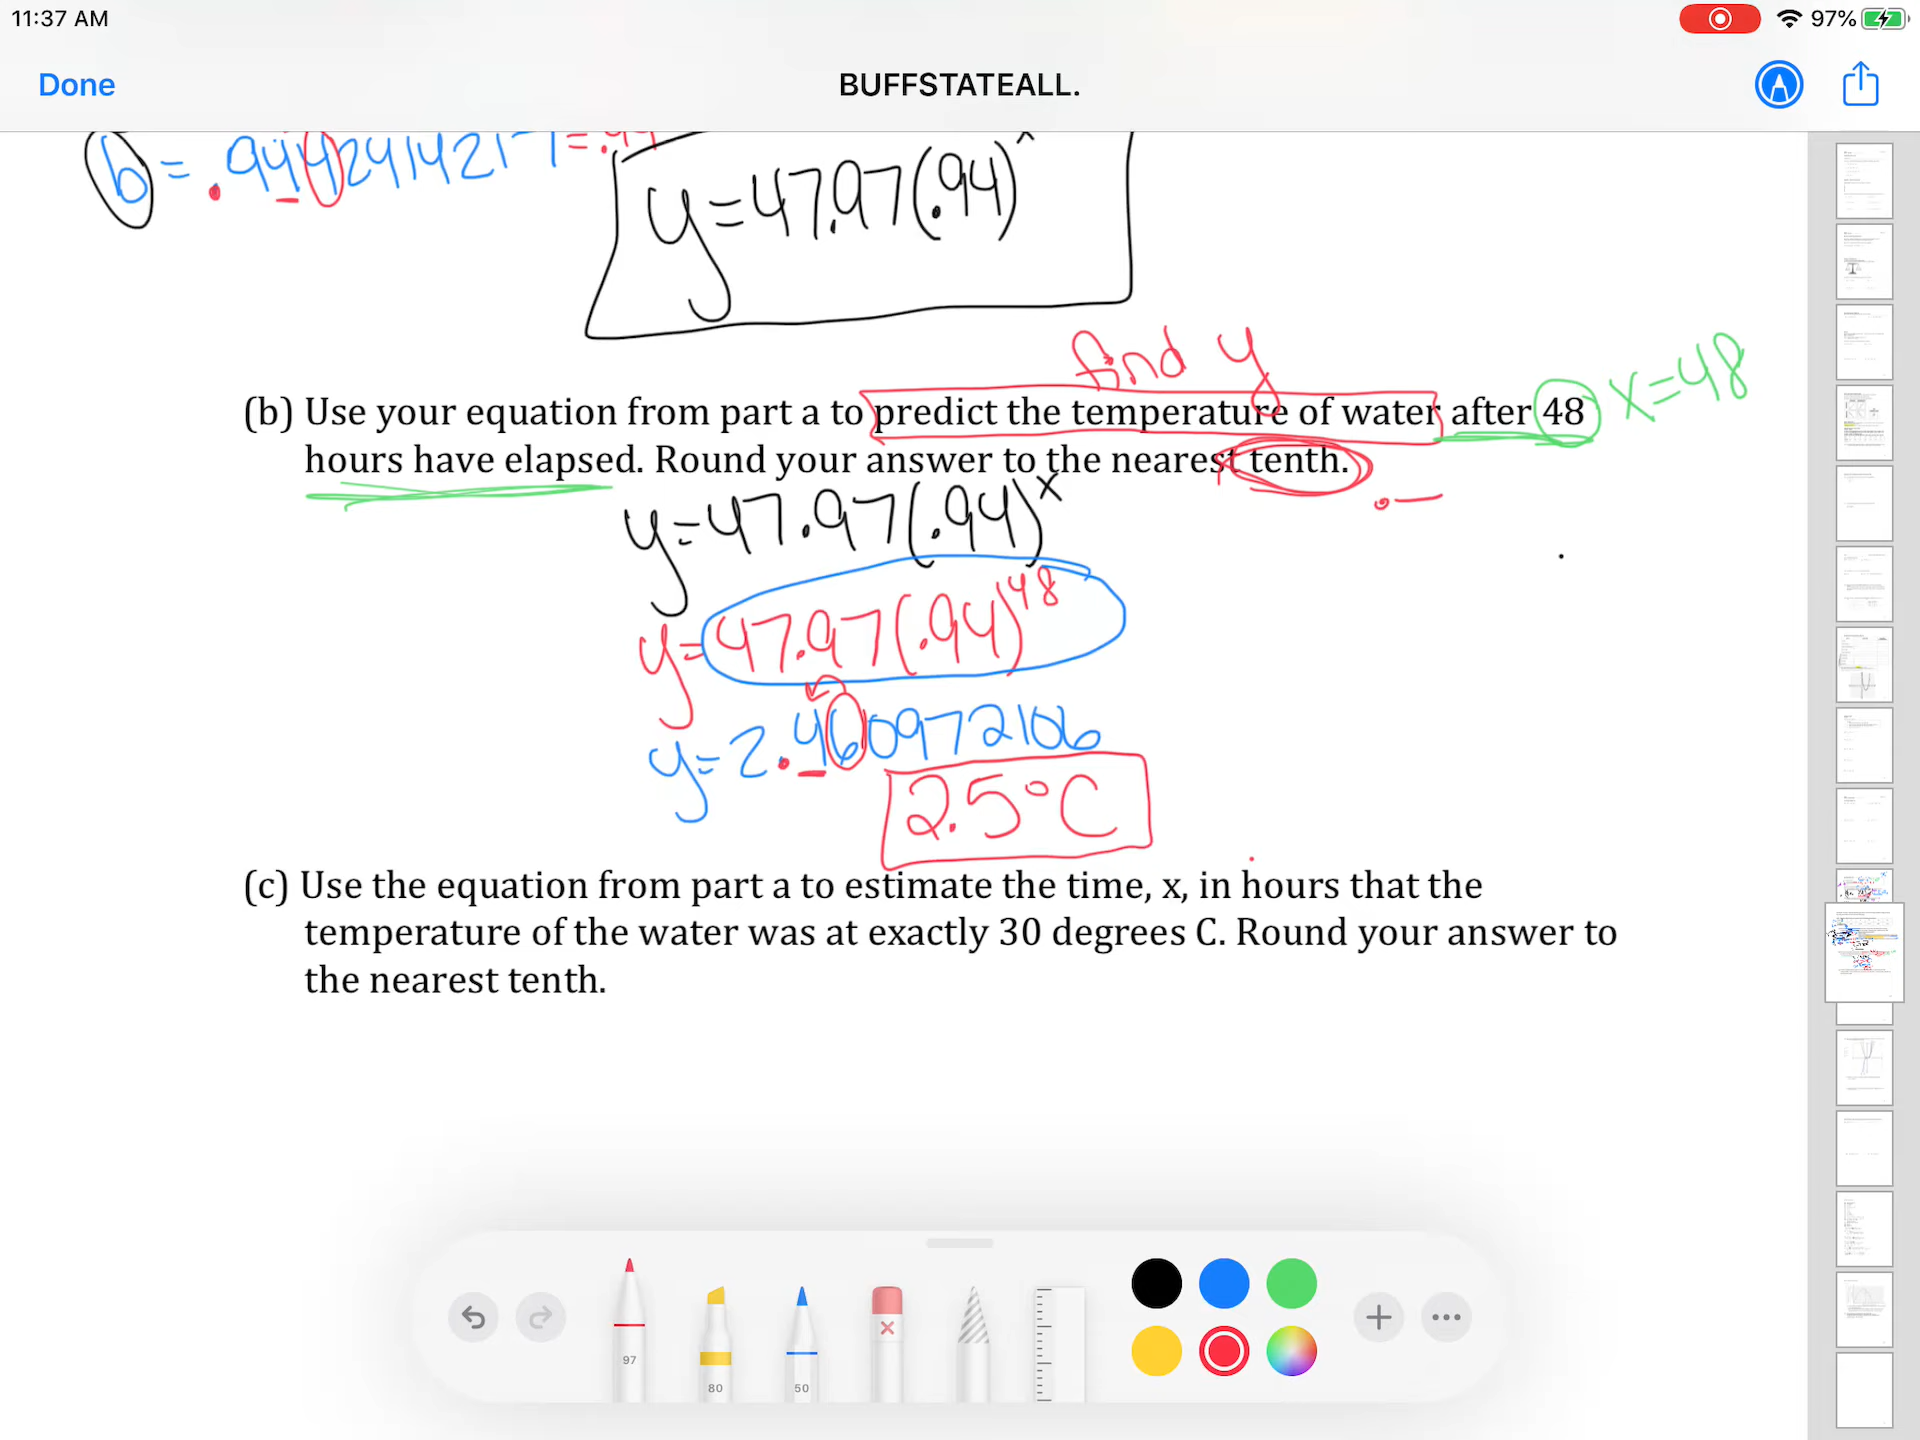 11:37 AM
97%
Done
BUFFSTATEALL.
b = .9442414217 = .94
y=47.97(.94)^x
find y
x=48
(b) Use your equation from part a to predict the temperature of water after 48
hours have elapsed. Round your answer to the nearest tenth.
. _
y=47.97(.94)^x
y=47.97(.94)^48
y=2.460972106
2.5°C
(c) Use the equation from part a to estimate the time, x, in hours that the
temperature of the water was at exactly 30 degrees C. Round your answer to
the nearest tenth.
97
80
50